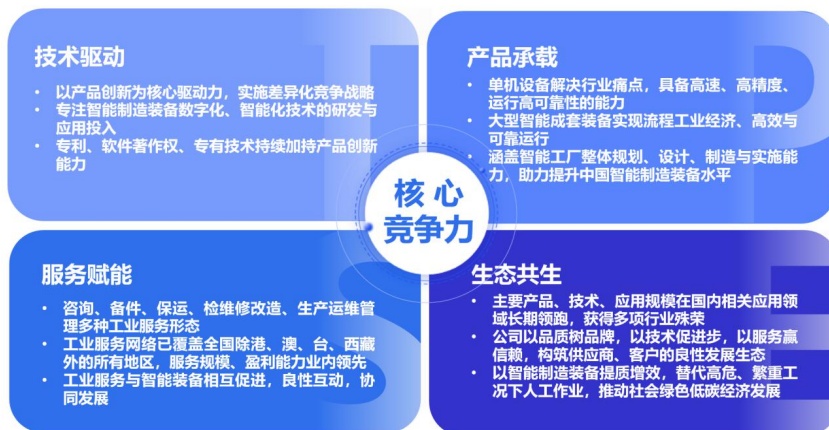 技术驱动
• 以产品创新为核心驱动力，实施差异化竞争战略
• 专注智能制造装备数字化、智能化技术的研发与
应用投入
• 专利、软件著作权、专有技术持续加持产品创新
能力
T
产品承载
• 单机设备解决行业痛点，具备高速、高精度、
运行高可靠性的能力
• 大型智能成套装备实现流程工业经济、高效与
可靠运行
• 涵盖智能工厂整体规划、设计、制造与实施能
力，助力提升中国智能制造装备水平
P
核 心
竞争力
服务赋能
• 咨询、备件、保运、检维修改造、生产运维管
理多种工业服务形态
• 工业服务网络已覆盖全国除港、澳、台、西藏
外的所有地区，服务规模、盈利能力业内领先
• 工业服务与智能装备相互促进，良性互动，协
同发展
S
生态共生
• 主要产品、技术、应用规模在国内相关应用领
域长期领跑，获得多项行业殊荣
• 公司以品质树品牌，以技术促进步，以服务赢
信赖，构筑供应商、客户的良性发展生态
• 以智能制造装备提质增效，替代高危、繁重工
况下人工作业，推动社会绿色低碳经济发展
E